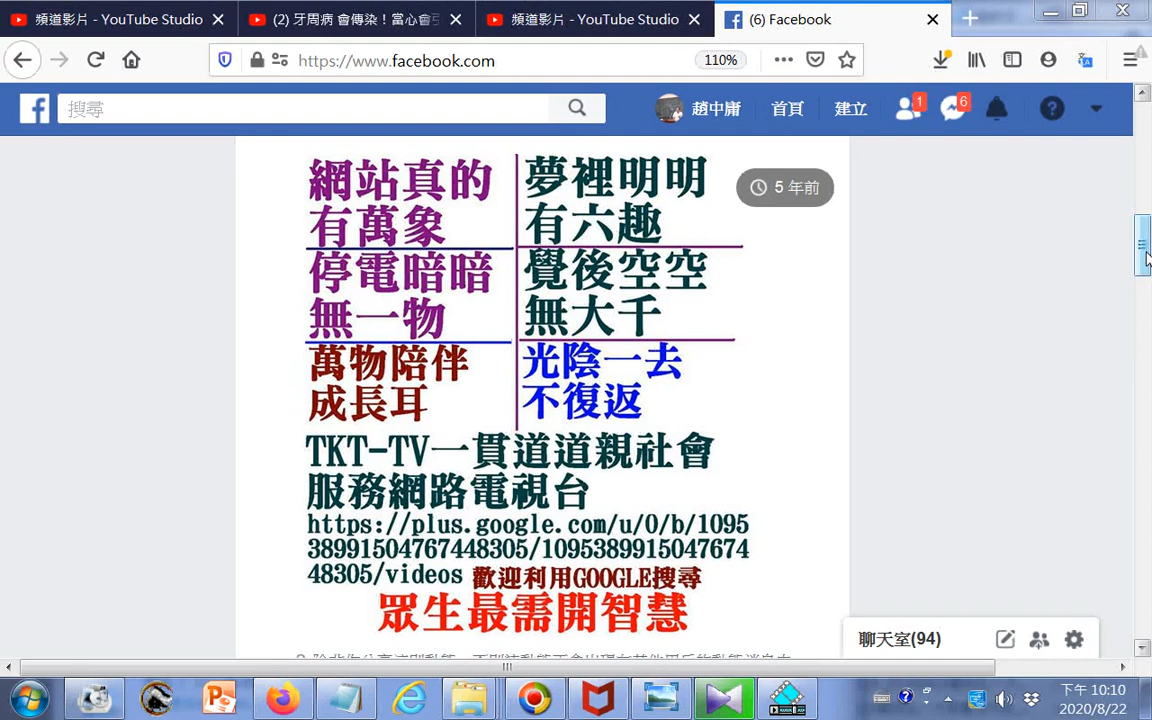 頻道影片 - YouTube Studio
(2) 牙周病 會傳染！當心會
頻道影片 - YouTube Studio
(6) Facebook
https://www.facebook.com
110%
搜尋
趙中庸
首頁
建立
1
6
5 年前
網站真的
有萬象
停電暗暗
無一物
萬物陪伴
成長耳
夢裡明明
有六趣
覺後空空
無大千
光陰一去
不復返
TKT-TV一貫道道親社會
服務網路電視台
https://plus.google.com/u/0/b/1095
38991504767448305/10953899150 47674
48305/videos 歡迎利用GOOGLE搜尋
眾生最需開智慧
聊天室(94)
下午 10:10
2020/8/22